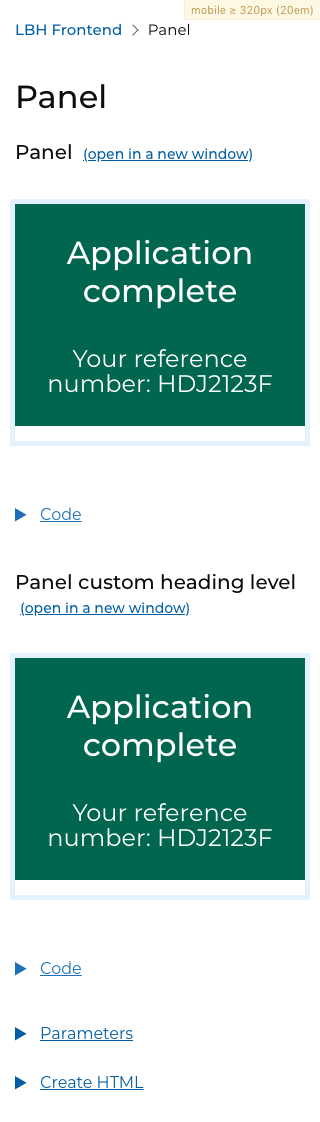 mobile ≥ 320px (20em)
LBH Frontend > Panel
Panel
Panel (open in a new window)
Application
complete
Your reference
number: HDJ2123F
Code
Panel custom heading level
(open in a new window)
Application
complete
Your reference
number: HDJ2123F
Code
Parameters
Create HTML